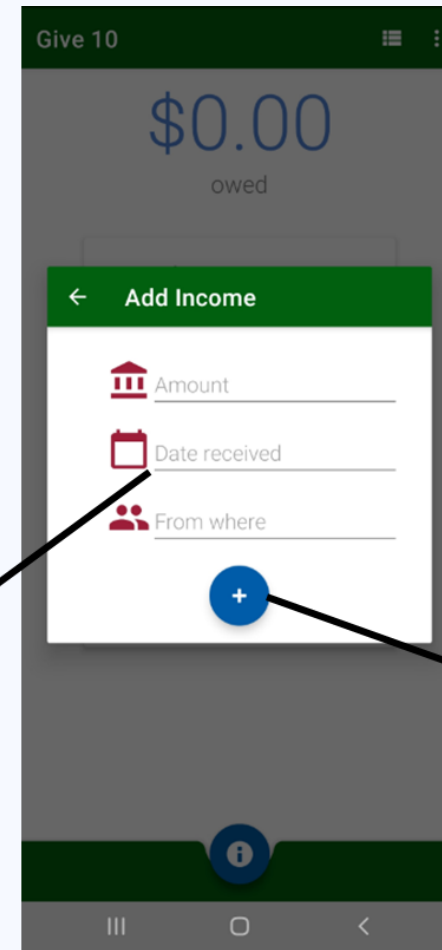 Give 10
$0.00
owed
Add Income
Amount
Date received
From where